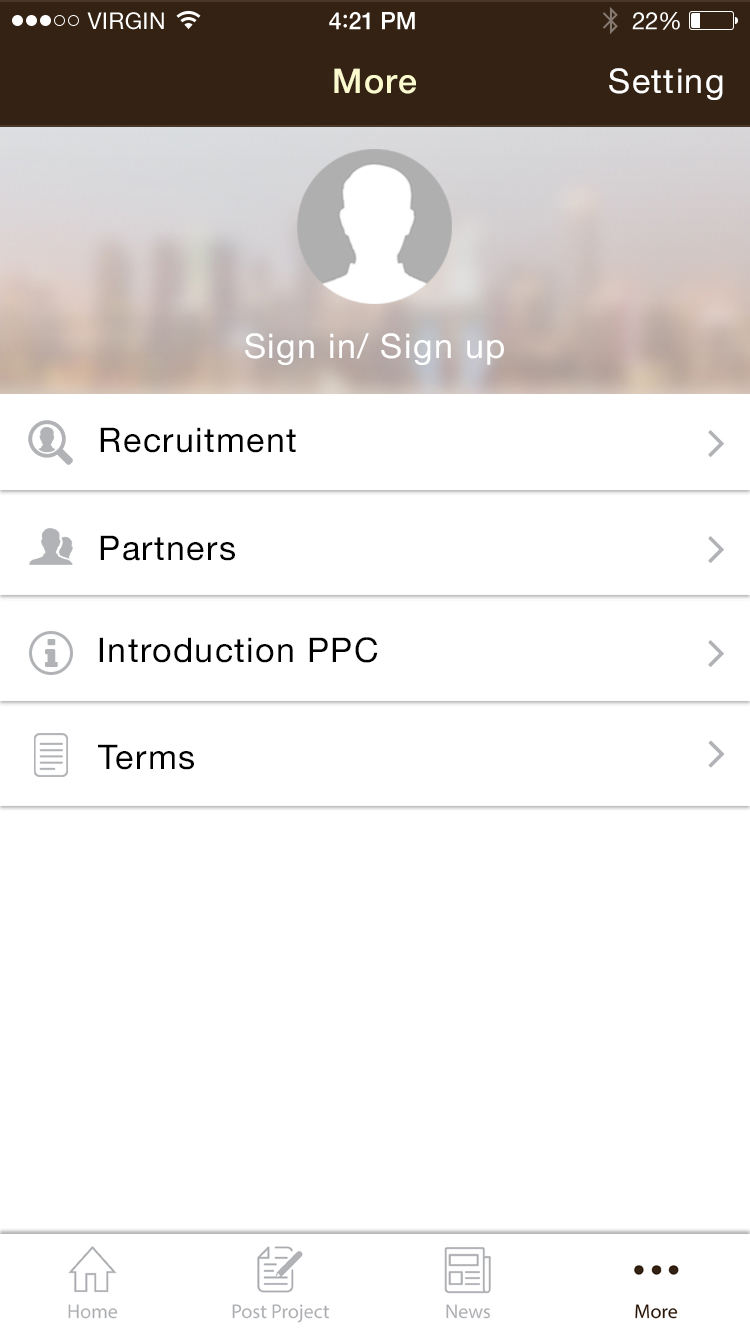 VIRGIN 4:21 PM 22%
More Setting
Sign in/ Sign up
Recruitment
Partners
Introduction PPC
Terms
Home Post Project News More